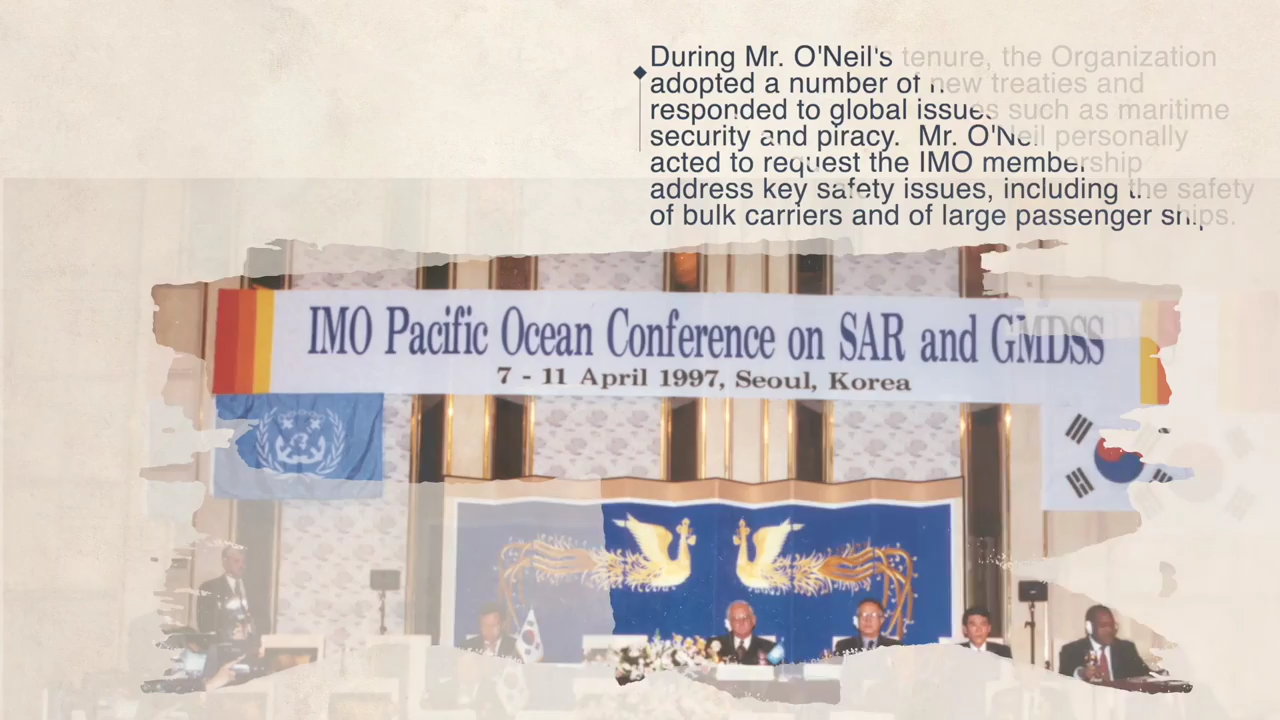 During Mr. O'Neil's tenure, the Organization
adopted a number of new treaties and
responded to global issues such as maritime
security and piracy.  Mr. O'Neil personally
acted to request the IMO membership
address key safety issues, including the safety
of bulk carriers and of large passenger ships.
IMO Pacific Ocean Conference on SAR and GMDSS
7 - 11 April 1997, Seoul, Korea